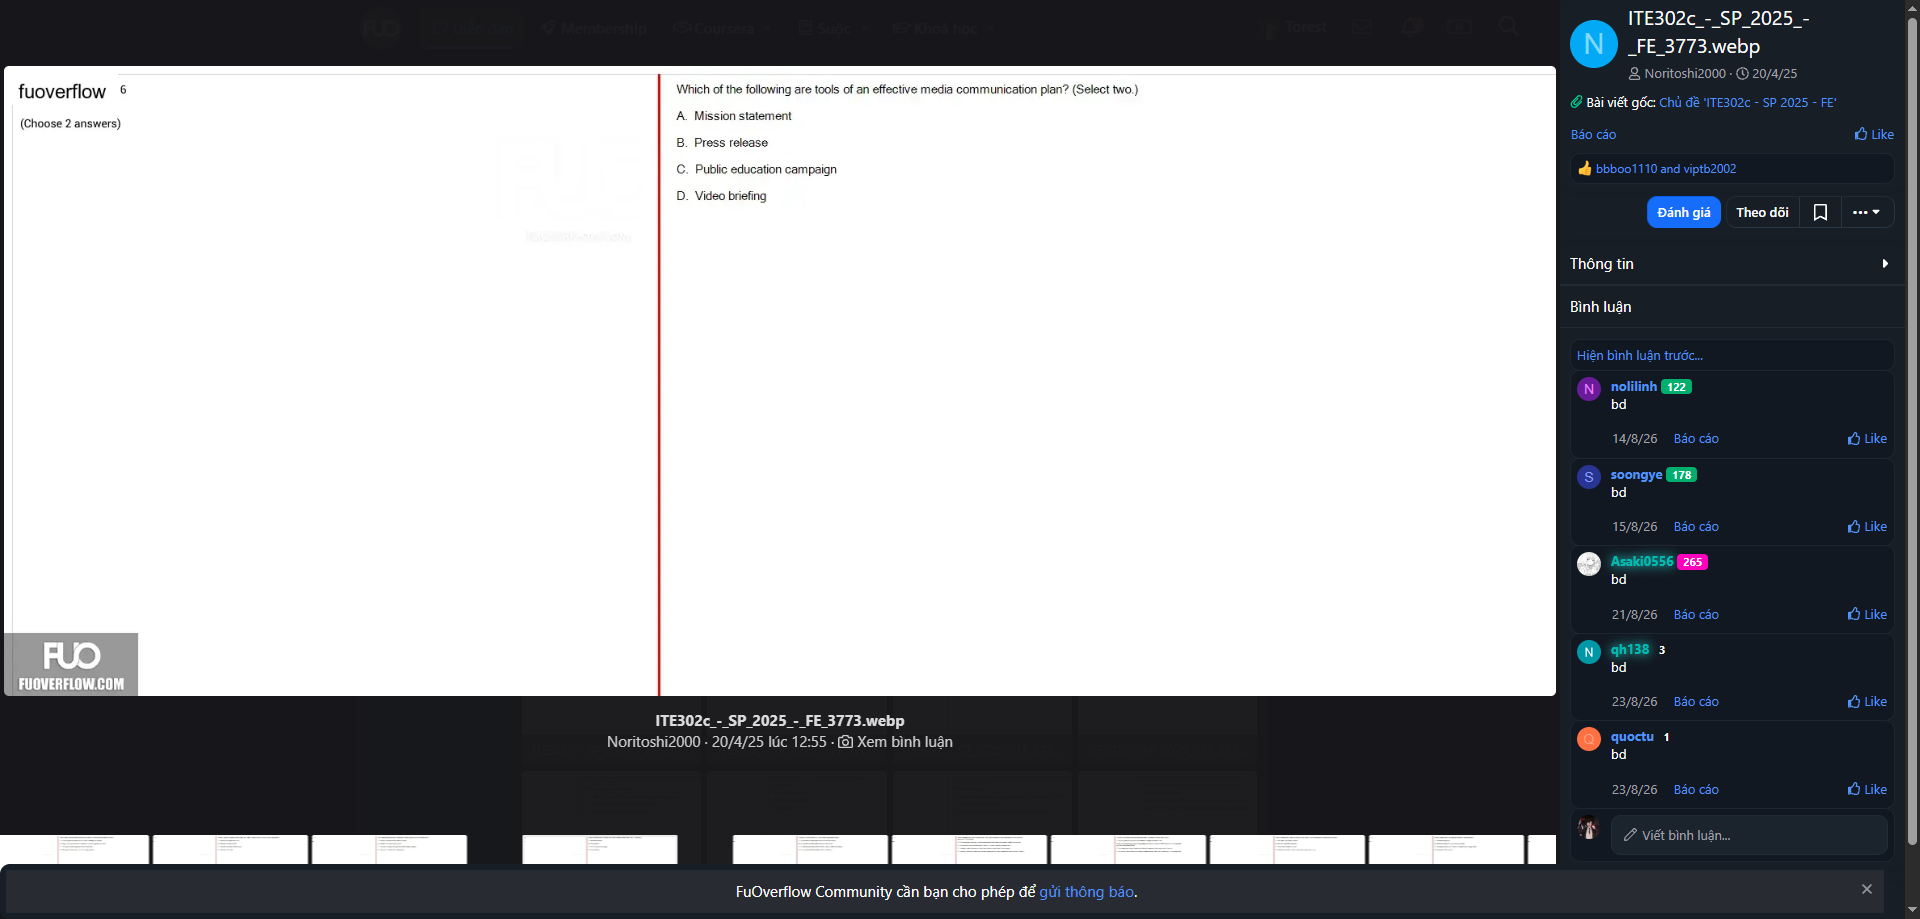 Membership
Coursera
fuoverflow 6
(Choose 2 answers)
Which of the following are tools of an effective media communication plan? (Select two.)
A. Mission statement
B. Press release
C. Public education campaign
D. Video briefing
FUO
FUOVERFLOW.COM
ITE302c_-_SP_2025_-_FE_3773.webp
Noritoshi2000 · 20/4/25 lúc 12:55 · Xem bình luận
N
ITE302c_-_SP_2025_-
_FE_3773.webp
Noritoshi2000 · 20/4/25
Bài viết gốc: Chủ đề 'ITE302c - SP 2025 - FE'
Báo cáo Like
bbboo1110 and viptb2002
Đánh giá Theo dõi
Thông tin
Bình luận
Hiện bình luận trước...
N nolilinh 122
bd
14/8/26 Báo cáo Like
S soongye 178
bd
15/8/26 Báo cáo Like
Asaki0556 265
bd
21/8/26 Báo cáo Like
N qh138 3
bd
23/8/26 Báo cáo Like
Q quoctu 1
bd
23/8/26 Báo cáo Like
Viết bình luận...
FuOverflow Community cần bạn cho phép để gửi thông báo.